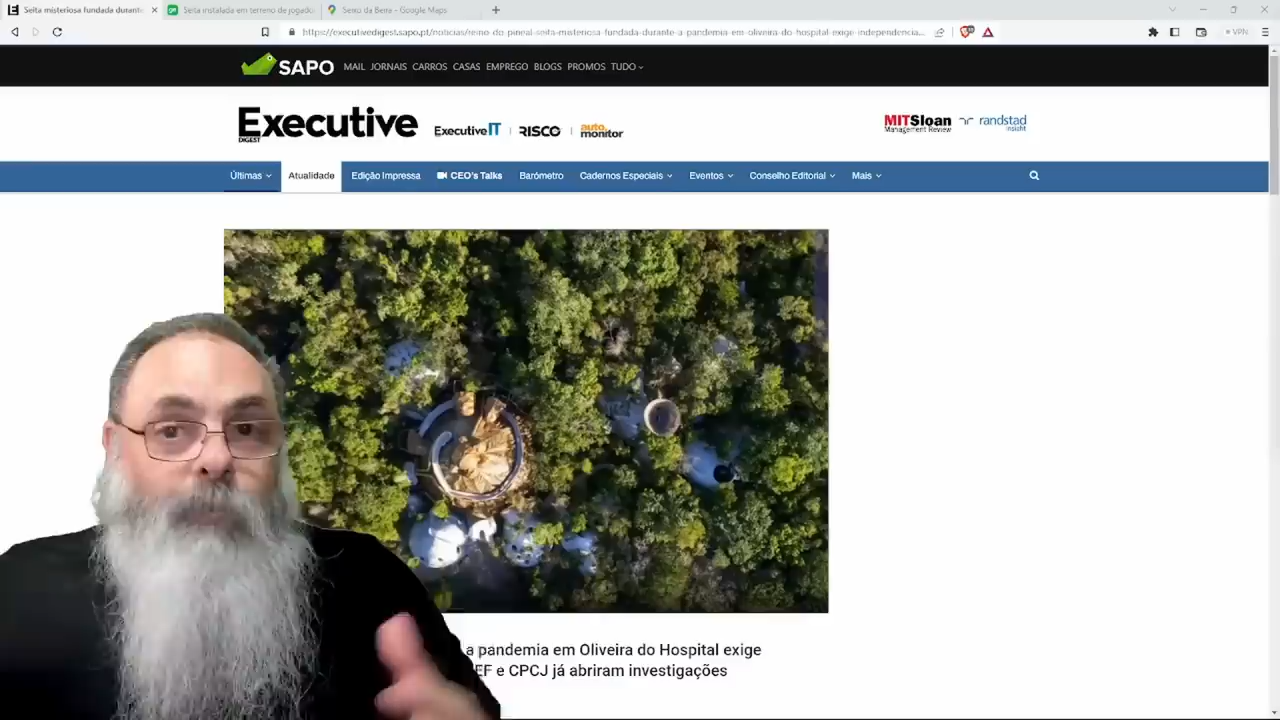 Seita misteriosa fundada durante
Seita instalada em terreno de jogado
Seixo da Beira - Google Maps
https://executivedigest.sapo.pt/noticias/reino-do-pineal-seita-misteriosa-fundada-durante-a-pandemia-em-oliveira-do-hospital-exige-independencia...
VPN
SAPO MAIL JORNAIS CARROS CASAS EMPREGO BLOGS PROMOS TUDO
Executive
DIGEST
Executive IT RISCO auto monitor
MITSloan
Management Review
randstad
insight
Últimas Atualidade Edição Impressa CEO's Talks Barómetro Cadernos Especiais Eventos Conselho Editorial Mais
a pandemia em Oliveira do Hospital exige
EF e CPCJ já abriram investigações